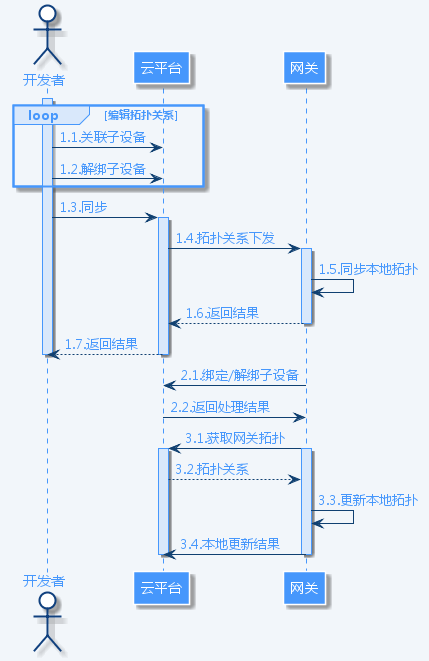 开发者
云平台
网关
loop
[编辑拓扑关系]
1.1.关联子设备
1.2.解绑子设备
1.3.同步
1.4.拓扑关系下发
1.5.同步本地拓扑
1.6.返回结果
1.7.返回结果
2.1.绑定/解绑子设备
2.2.返回处理结果
3.1.获取网关拓扑
3.2.拓扑关系
3.3.更新本地拓扑
3.4.本地更新结果
开发者
云平台
网关